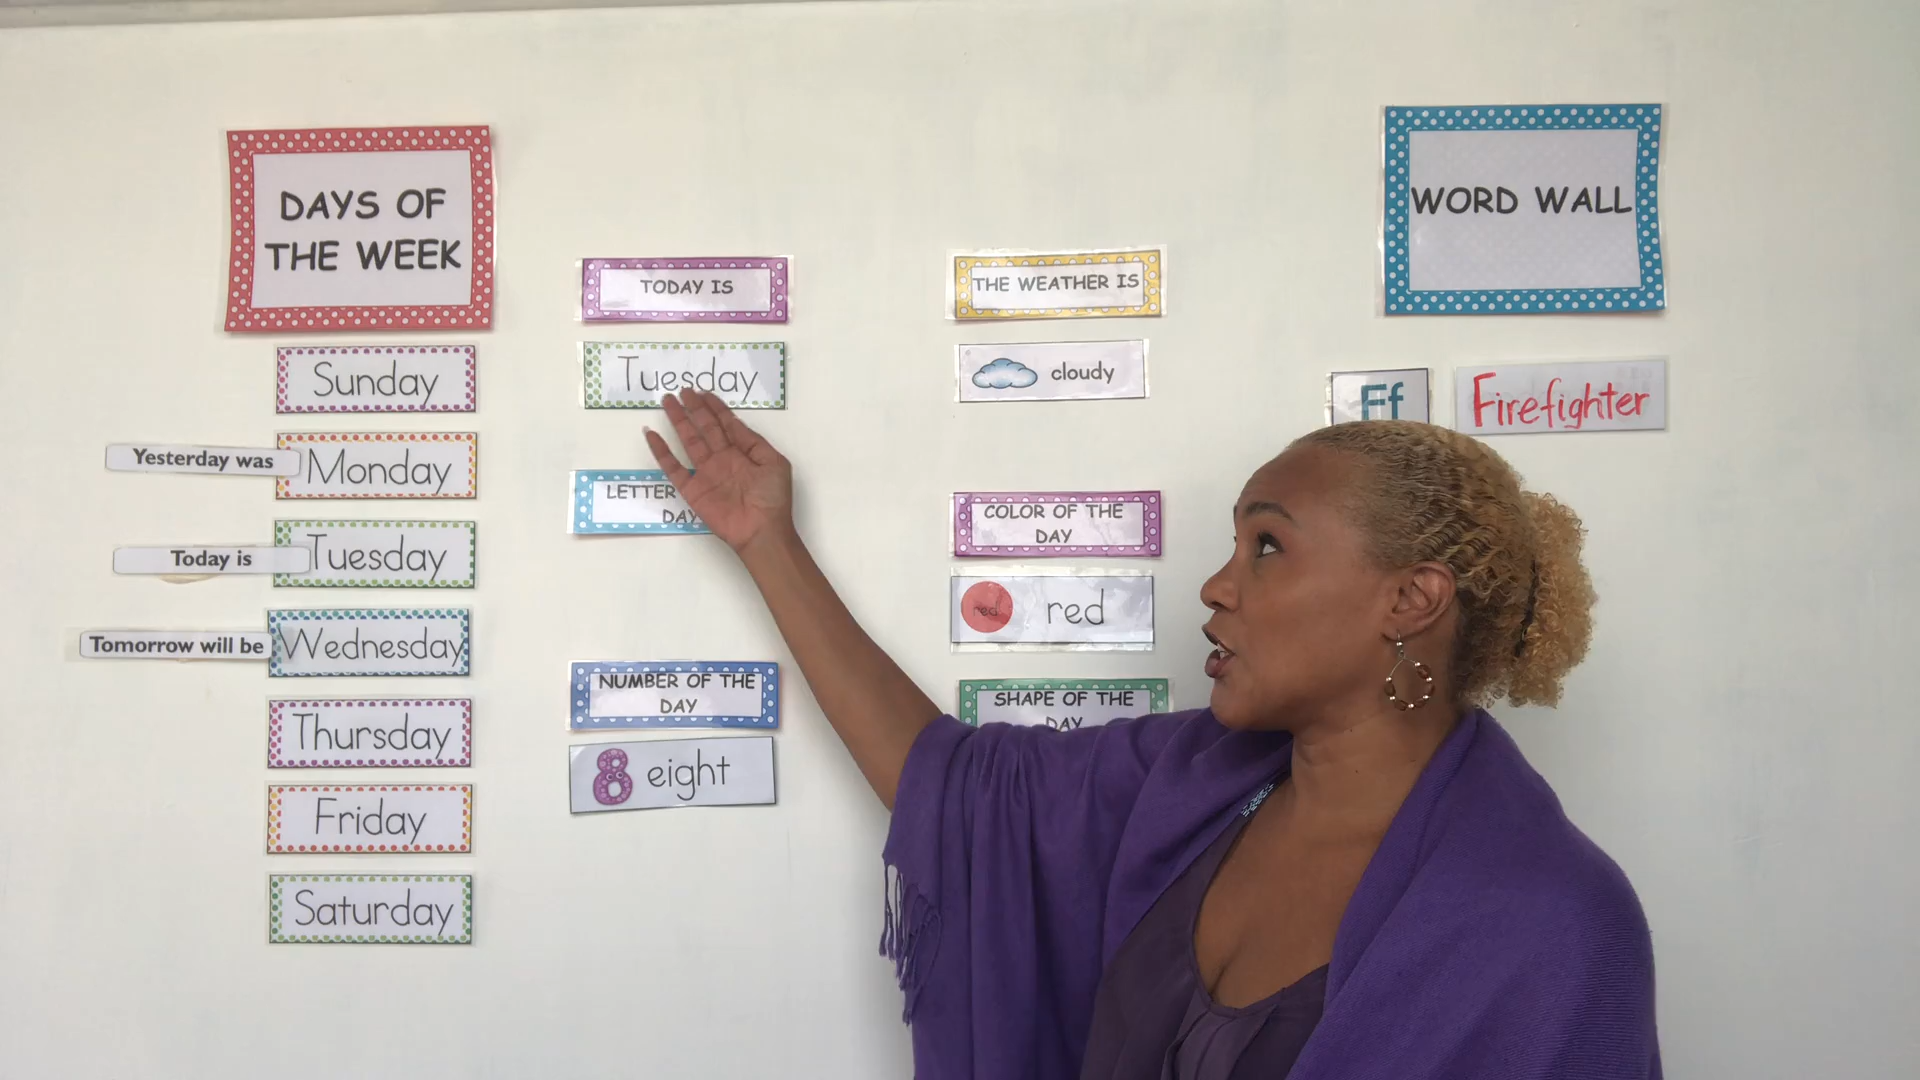 DAYS OF
THE WEEK
Sunday
Yesterday was
Monday
Today is
Tuesday
Tomorrow will be
Wednesday
Thursday
Friday
Saturday
TODAY IS
Tuesday
LETTER
DAY
NUMBER OF THE
DAY
8 eight
THE WEATHER IS
cloudy
COLOR OF THE
DAY
red
red
SHAPE OF THE
DAY
WORD WALL
Ff
Firefighter